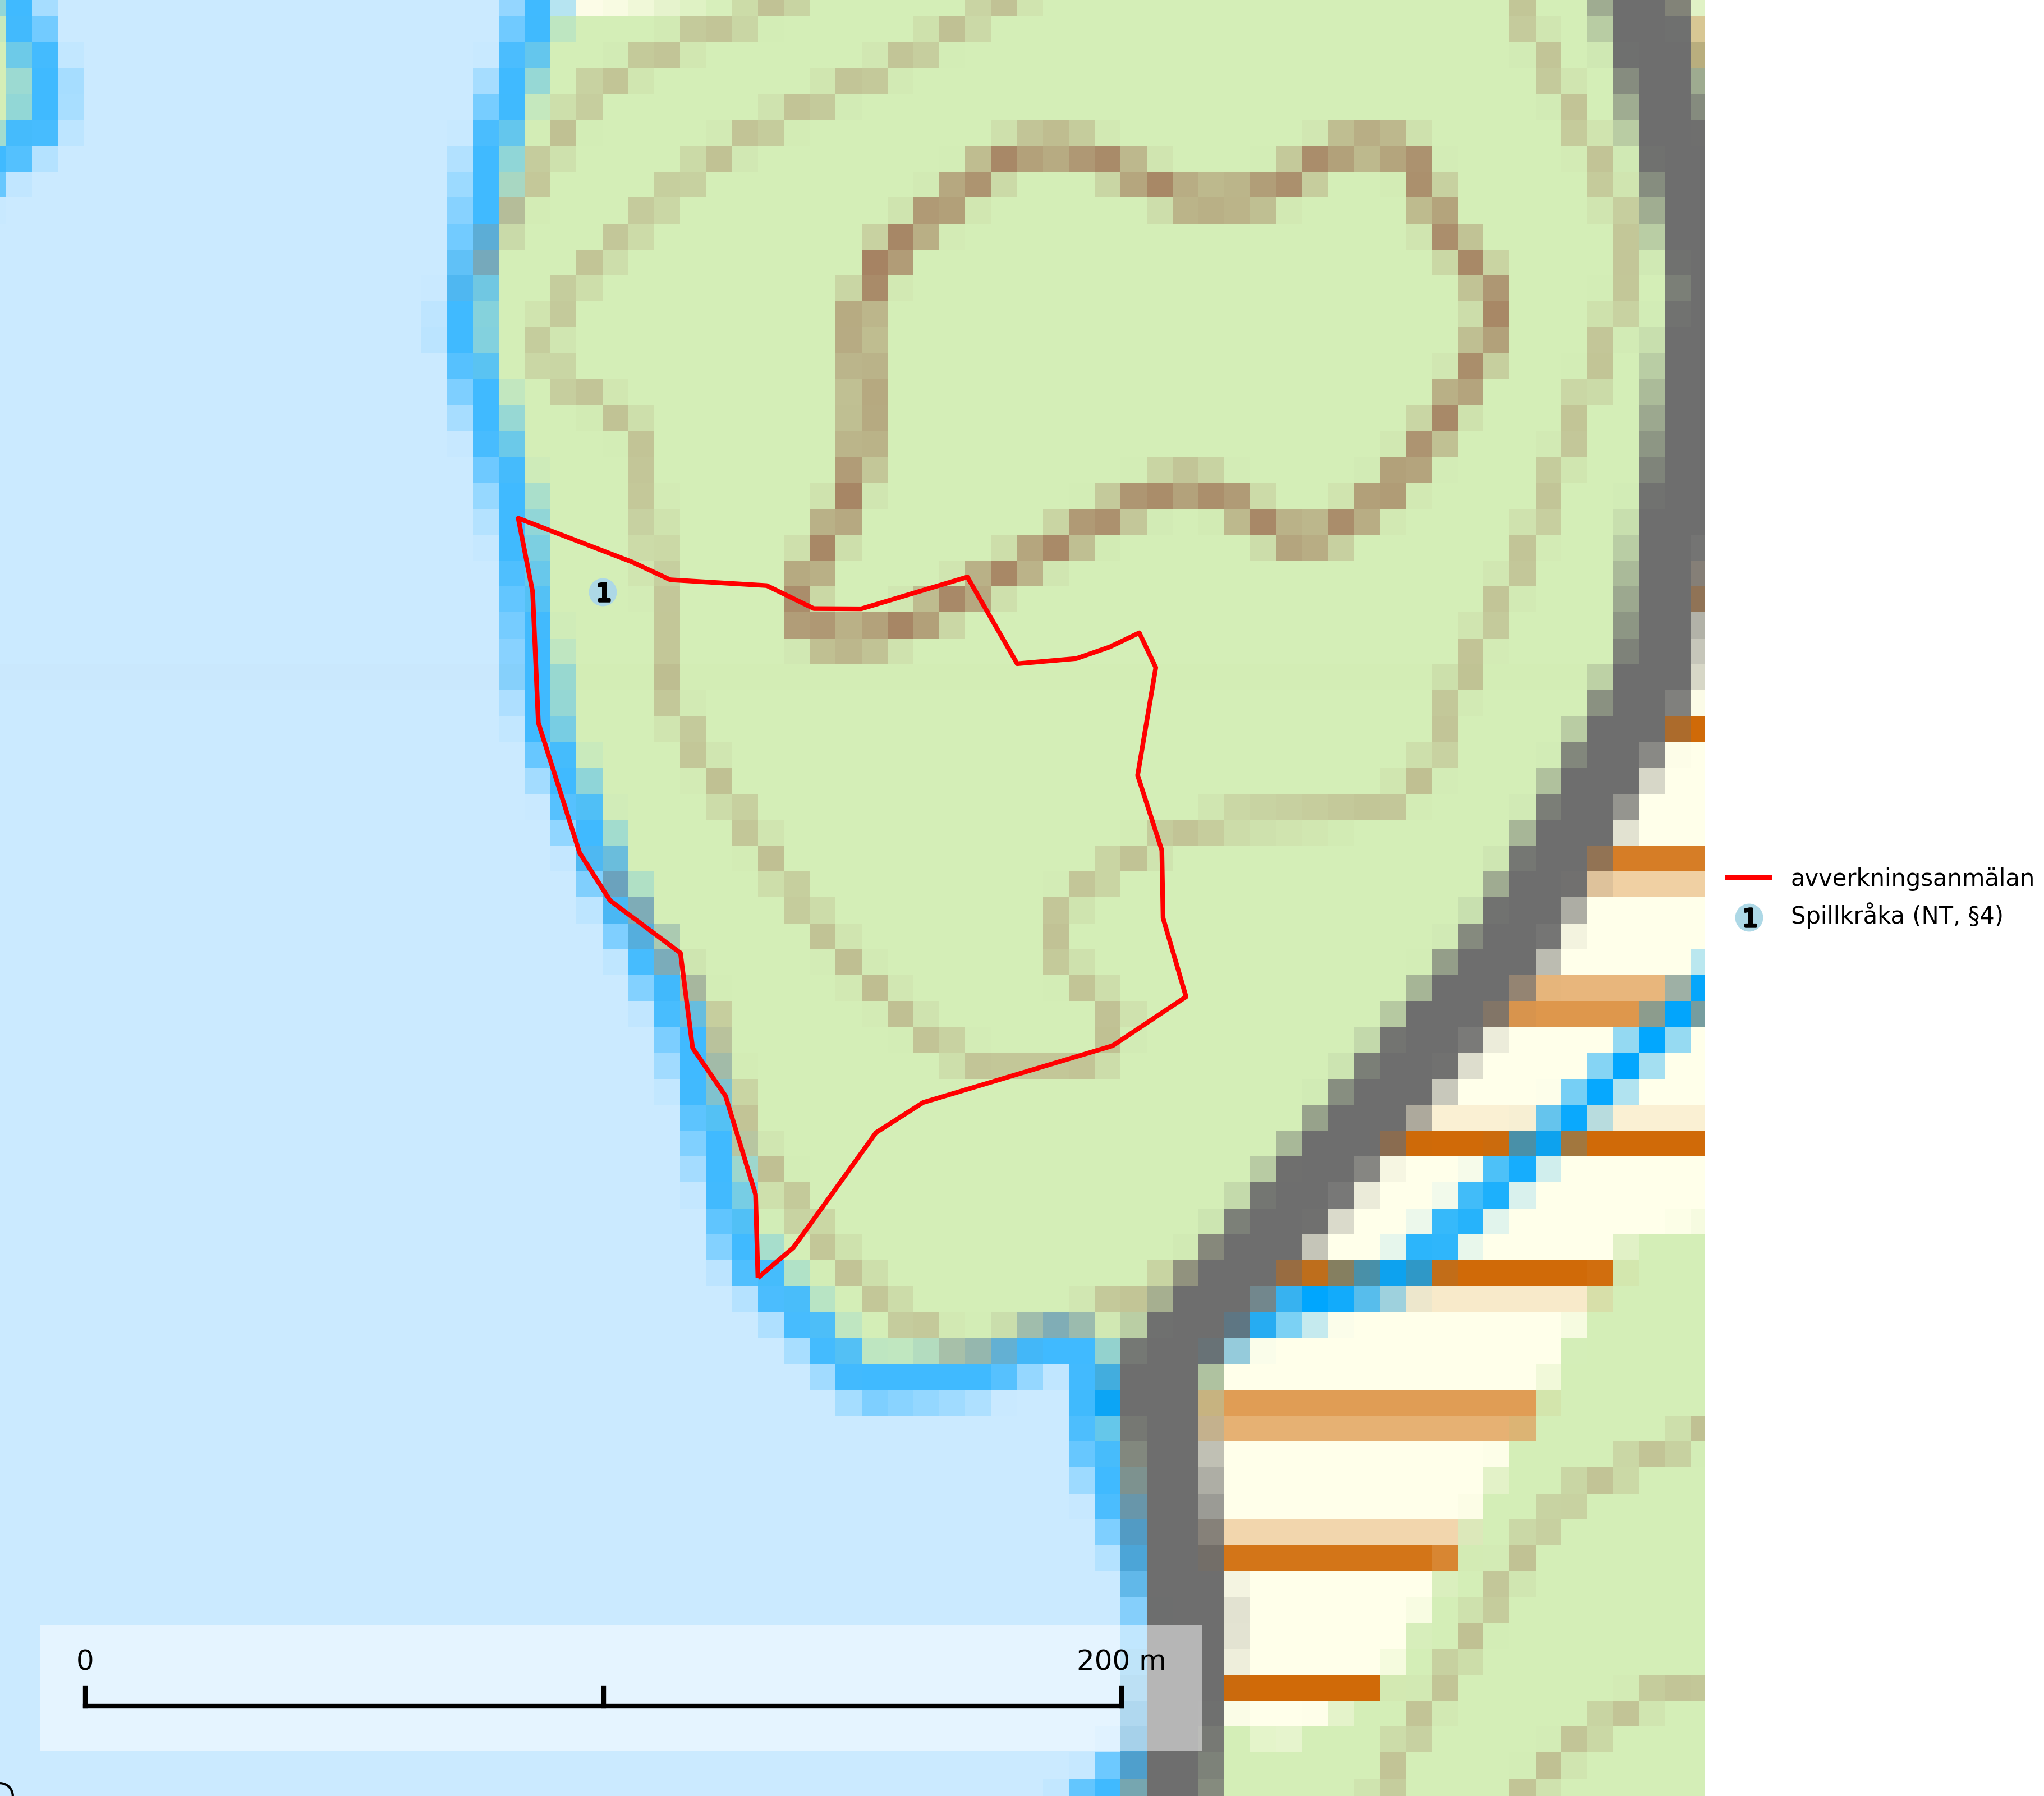 1
avverkningsanmälan
1 Spillkråka (NT, §4)
0 200 m